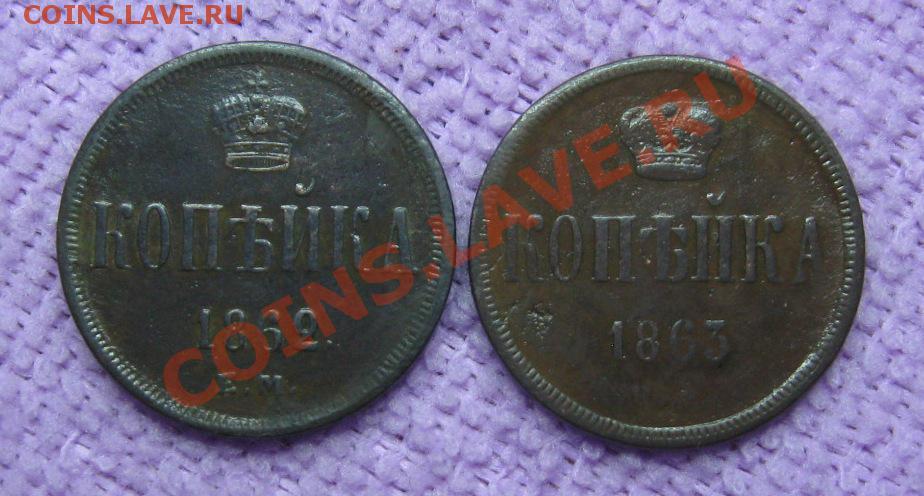 COINS.LAVE.RU
КОПѢЙКА
1862.
Е.М.
КОПѢЙКА
1863
COINS.LAVE.RU